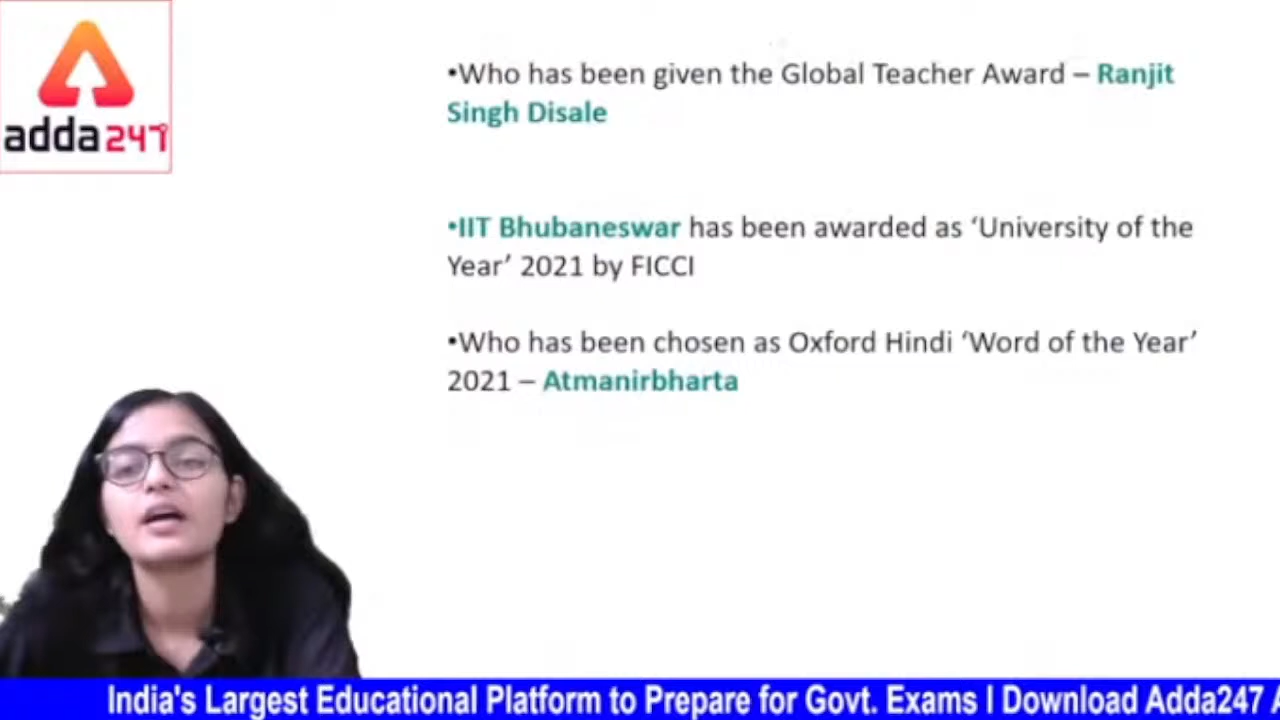 adda247
•Who has been given the Global Teacher Award – Ranjit
Singh Disale
•IIT Bhubaneswar has been awarded as ‘University of the
Year’ 2021 by FICCI
•Who has been chosen as Oxford Hindi ‘Word of the Year’
2021 – Atmanirbharta
India's Largest Educational Platform to Prepare for Govt. Exams I Download Adda247 A